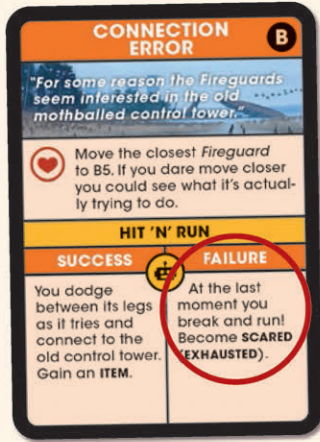 CONNECTION
ERROR
B
"For some reason the Fireguards
seem interested in the old
mothballed control tower."
Move the closest Fireguard
to B5. If you dare move closer
you could see what it's actual-
ly trying to do.
HIT 'N' RUN
SUCCESS
You dodge
between its legs
as it tries and
connect to the
old control tower.
Gain an ITEM.
FAILURE
At the last
moment you
break and run!
Become SCARED
(EXHAUSTED).